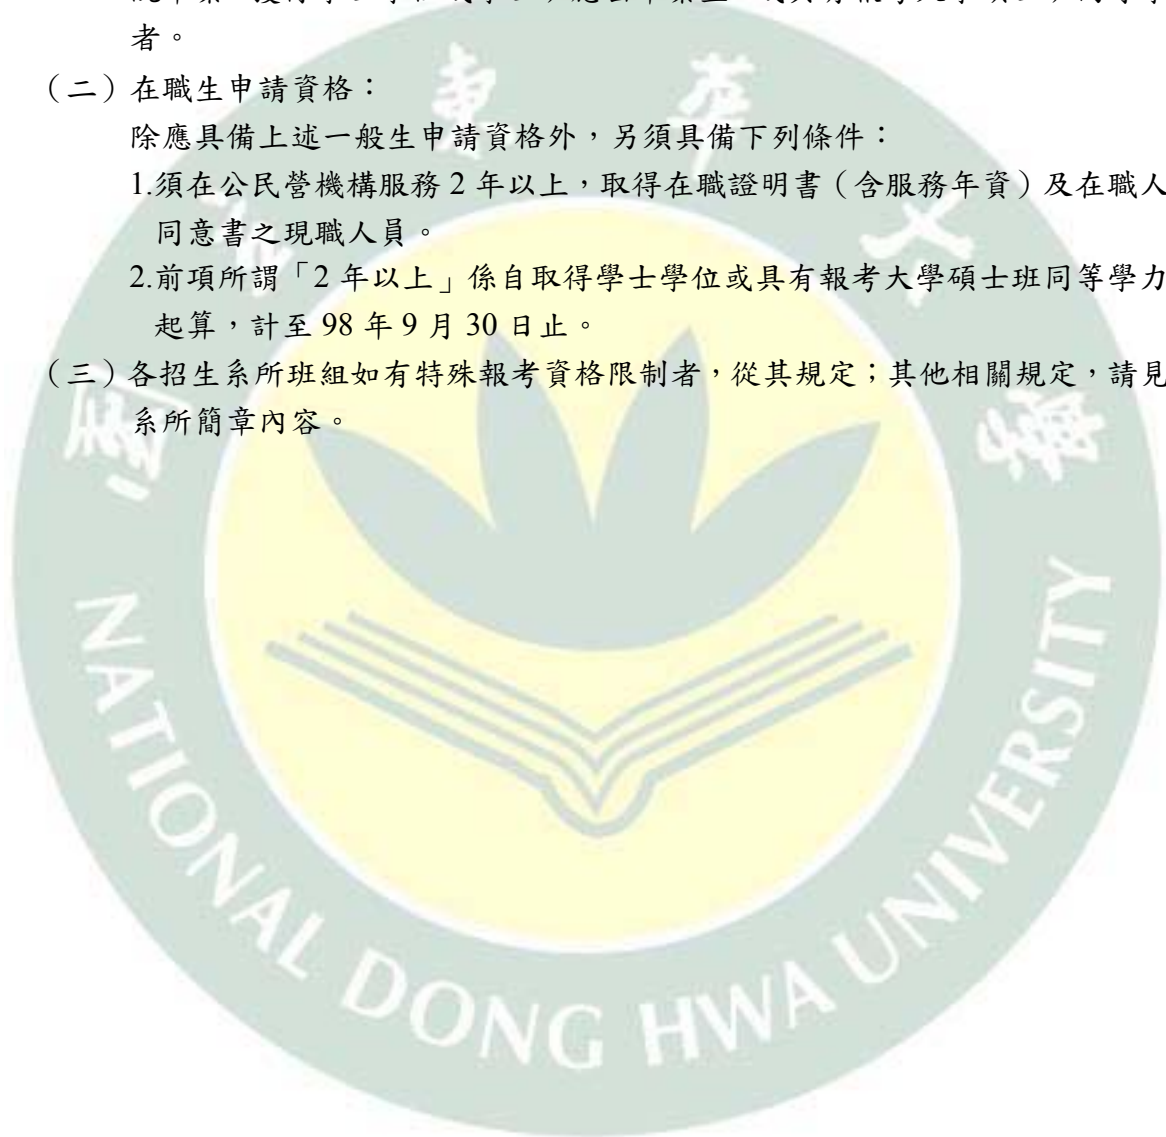 者。
(二)在職生申請資格：
除應具備上述一般生申請資格外，另須具備下列條件：
1.須在公民營機構服務 2 年以上，取得在職證明書（含服務年資）及在職人
同意書之現職人員。
2.前項所謂「2 年以上」係自取得學士學位或具有報考大學碩士班同等學力
起算，計至 98 年 9 月 30 日止。
(三)各招生系所班組如有特殊報考資格限制者，從其規定；其他相關規定，請見
系所簡章內容。
國立東華大學
NATIONAL DONG HWA UNIVERSITY